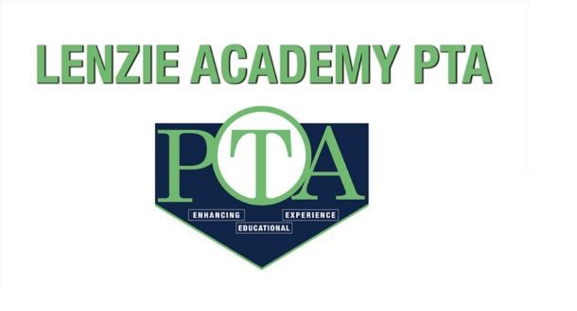 LENZIE ACADEMY PTA
PTA
ENHANCING EXPERIENCE
EDUCATIONAL